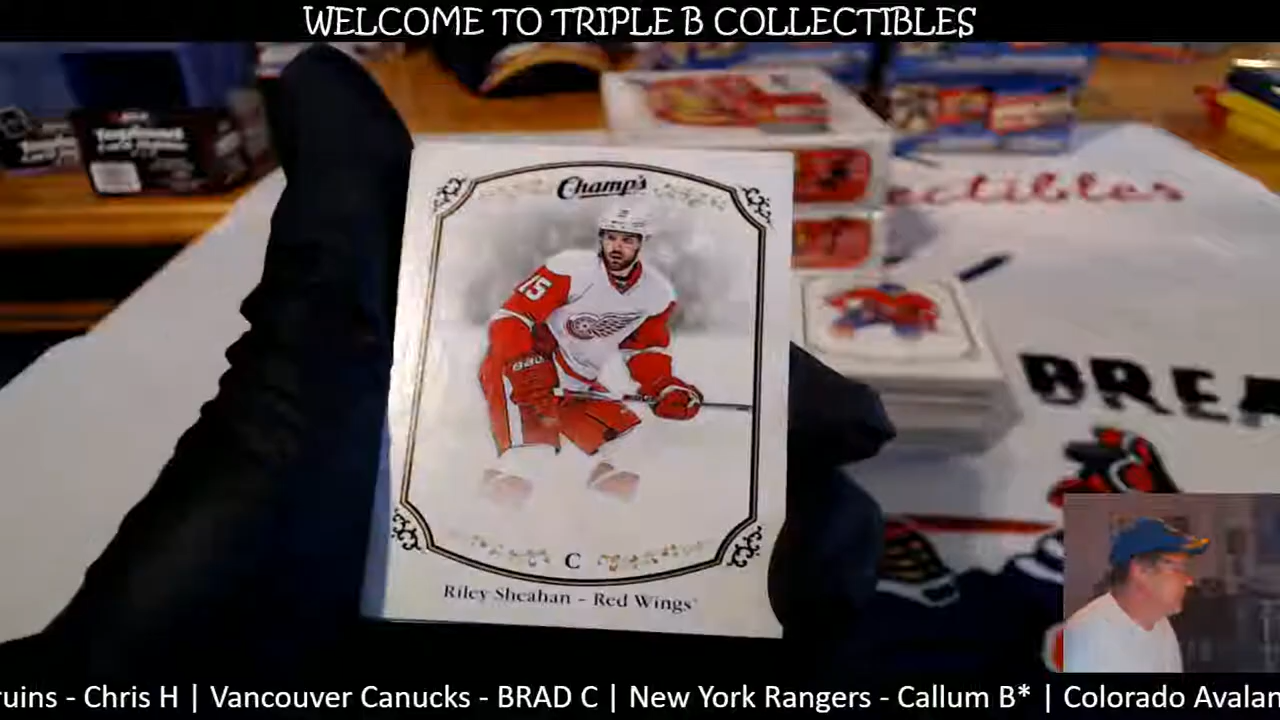 WELCOME TO TRIPLE B COLLECTIBLES
Champ's
15
C
Riley Sheahan - Red Wings
ectibles
BREA
ruins - Chris H | Vancouver Canucks - BRAD C | New York Rangers - Callum B* | Colorado Avalan